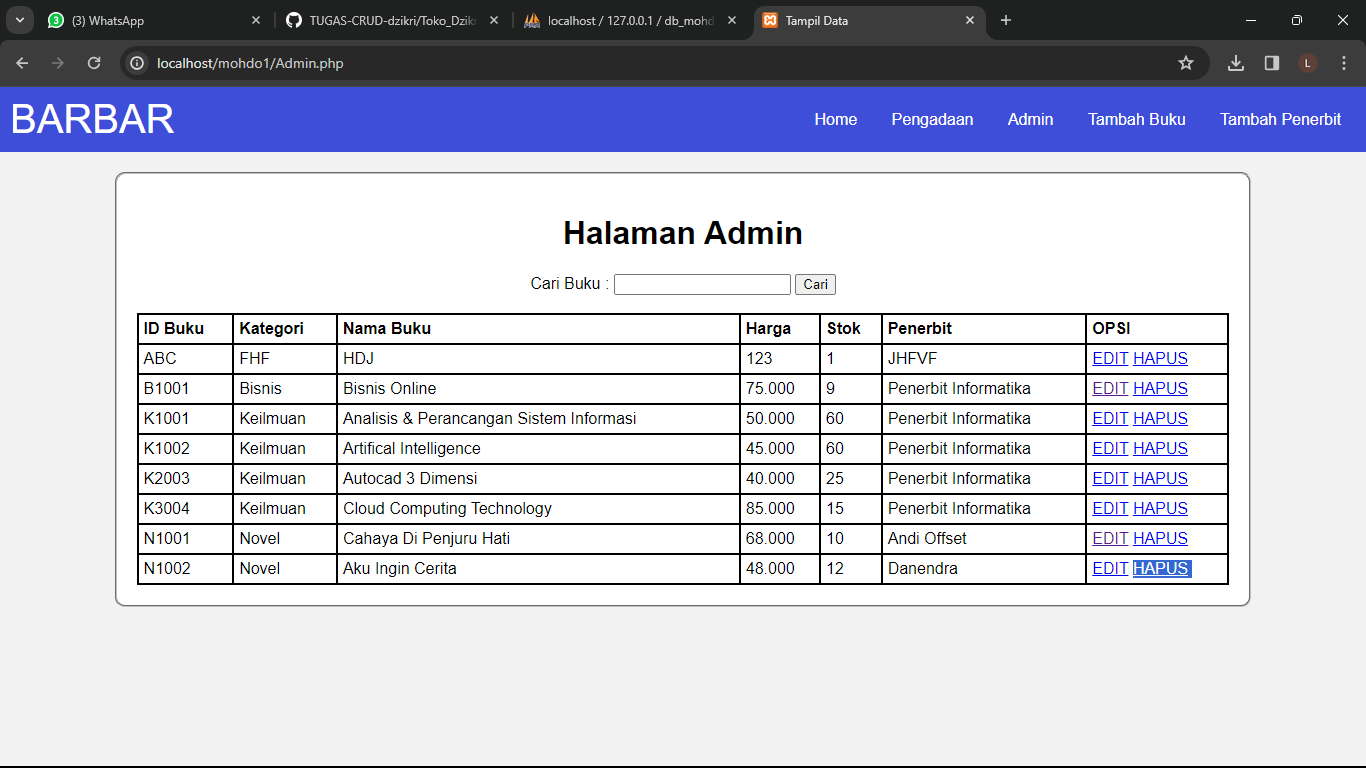 (3) WhatsApp
TUGAS-CRUD-dzikri/Toko_Dzik
localhost / 127.0.0.1 / db_mohd
Tampil Data
localhost/mohdo1/Admin.php
L
BARBAR
Home Pengadaan Admin Tambah Buku Tambah Penerbit
Halaman Admin
Cari Buku : Cari
ID Buku Kategori Nama Buku Harga Stok Penerbit OPSI
ABC FHF HDJ 123 1 JHFVF EDIT HAPUS
B1001 Bisnis Bisnis Online 75.000 9 Penerbit Informatika EDIT HAPUS
K1001 Keilmuan Analisis & Perancangan Sistem Informasi 50.000 60 Penerbit Informatika EDIT HAPUS
K1002 Keilmuan Artifical Intelligence 45.000 60 Penerbit Informatika EDIT HAPUS
K2003 Keilmuan Autocad 3 Dimensi 40.000 25 Penerbit Informatika EDIT HAPUS
K3004 Keilmuan Cloud Computing Technology 85.000 15 Penerbit Informatika EDIT HAPUS
N1001 Novel Cahaya Di Penjuru Hati 68.000 10 Andi Offset EDIT HAPUS
N1002 Novel Aku Ingin Cerita 48.000 12 Danendra EDIT HAPUS